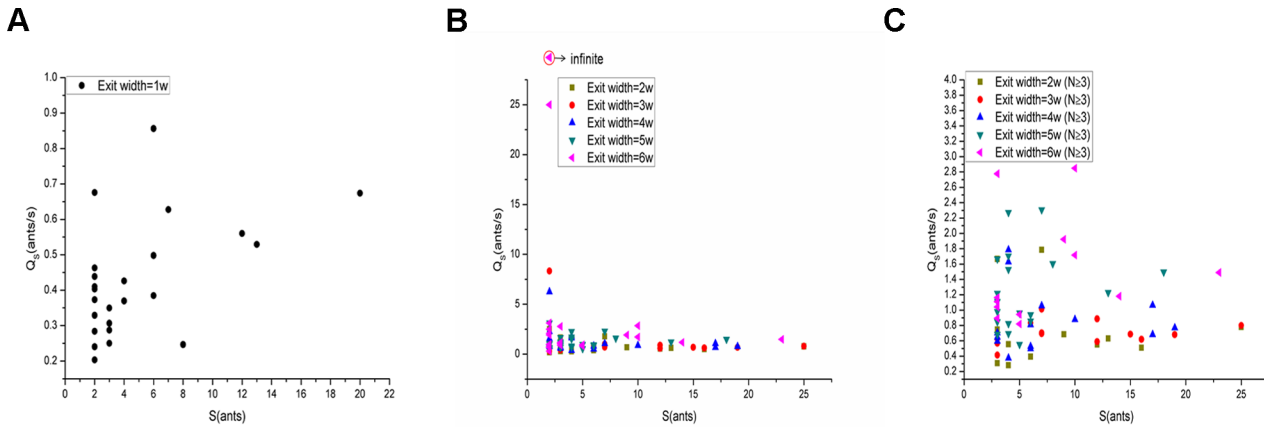 A
B
C
Exit width=1w
1.0
0.9
0.8
0.7
0.6
0.5
0.4
0.3
0.2
Qs(ants/s)
0 2 4 6 8 10 12 14 16 18 20 22
S(ants)
infinite
Exit width=2w
Exit width=3w
Exit width=4w
Exit width=5w
Exit width=6w
25
20
15
10
5
0
Qs(ants/s)
0 5 10 15 20 25
S(ants)
Exit width=2w (N≥3)
Exit width=3w (N≥3)
Exit width=4w (N≥3)
Exit width=5w (N≥3)
Exit width=6w (N≥3)
4.0
3.8
3.6
3.4
3.2
3.0
2.8
2.6
2.4
2.2
2.0
1.8
1.6
1.4
1.2
1.0
0.8
0.6
0.4
0.2
Qs(ants/s)
0 5 10 15 20 25
S(ants)